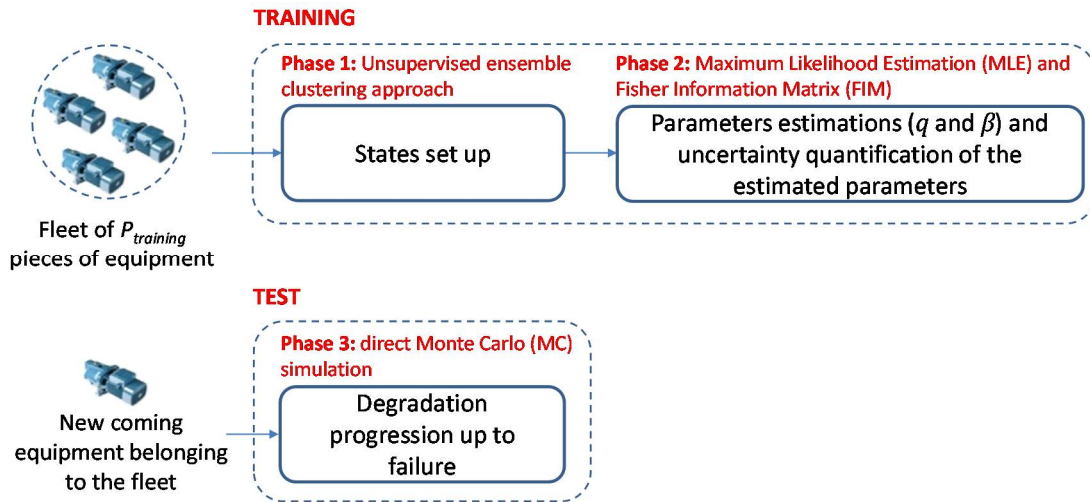 TRAINING
Phase 1: Unsupervised ensemble
clustering approach
States set up
Phase 2: Maximum Likelihood Estimation (MLE) and
Fisher Information Matrix (FIM)
Parameters estimations (q and β) and
uncertainty quantification of the
estimated parameters
Fleet of P_training
pieces of equipment
TEST
Phase 3: direct Monte Carlo (MC)
simulation
Degradation
progression up to
failure
New coming
equipment belonging
to the fleet